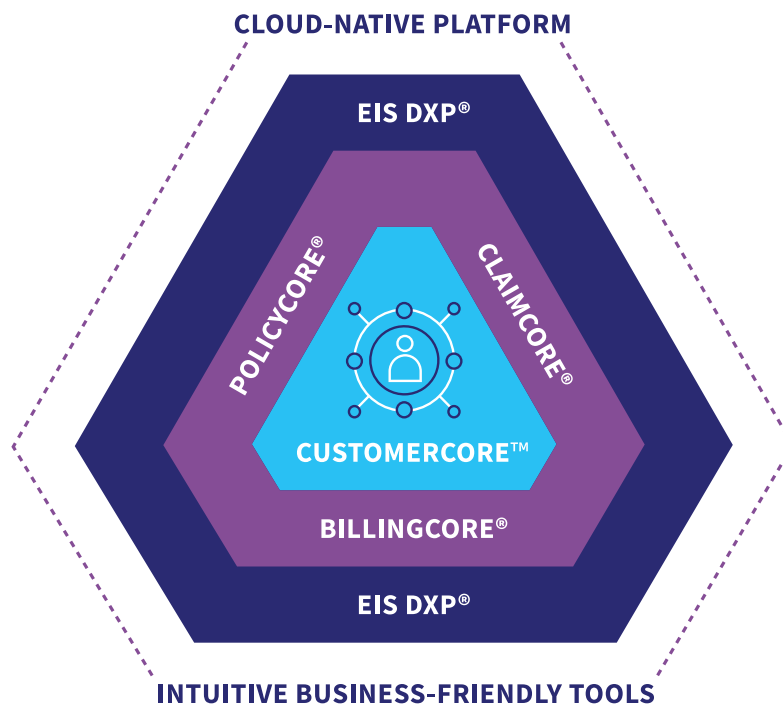 CLOUD-NATIVE PLATFORM
EIS DXP®
POLICYCORE®
CLAIMCORE®
CUSTOMERCORE™
BILLINGCORE®
EIS DXP®
INTUITIVE BUSINESS-FRIENDLY TOOLS